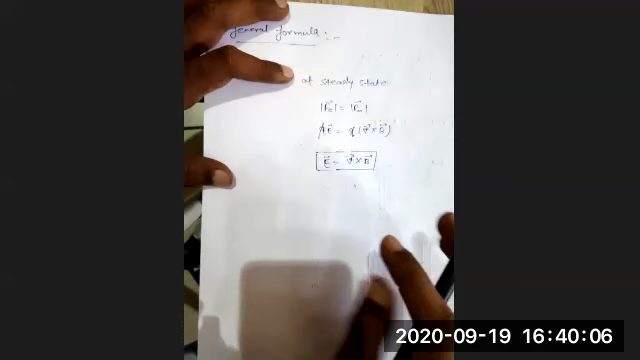 General formula :-
at steady state
|F⃗e| = |F⃗m|
qE⃗ = q (v⃗ × B⃗)
E⃗ = v⃗ × B⃗
2020-09-19 16:40:06